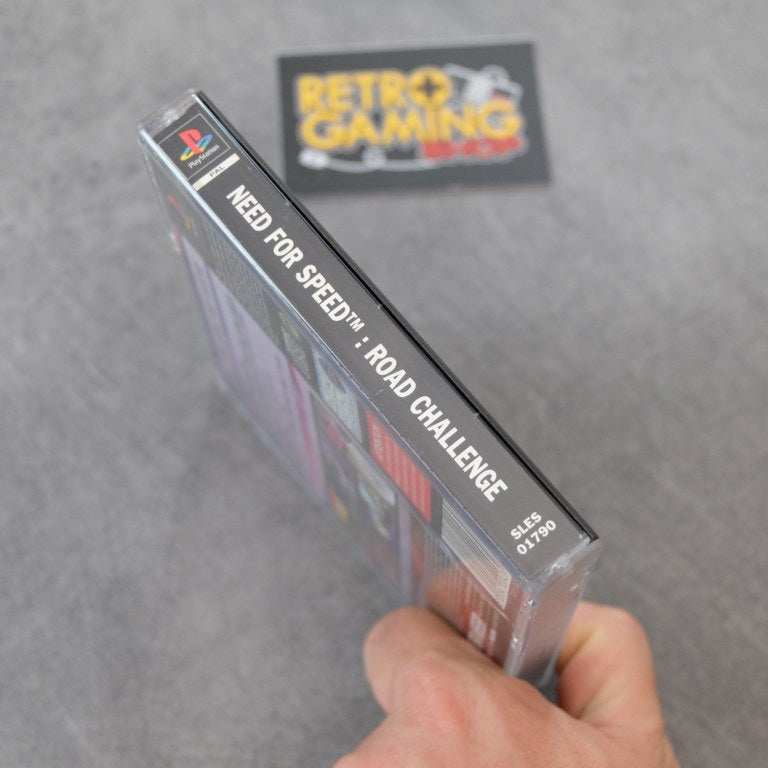 RETRO
GAMING
SHOP
PlayStation
PAL
NEED FOR SPEED™ : ROAD CHALLENGE
SLES
01790